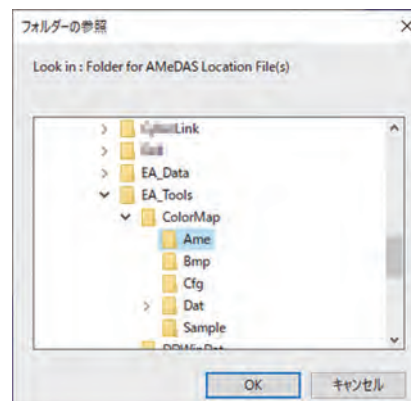 フォルダーの参照
Look in : Folder for AMeDAS Location File(s)
Link
EA_Data
EA_Tools
ColorMap
Ame
Bmp
Cfg
Dat
Sample
OK
キャンセル